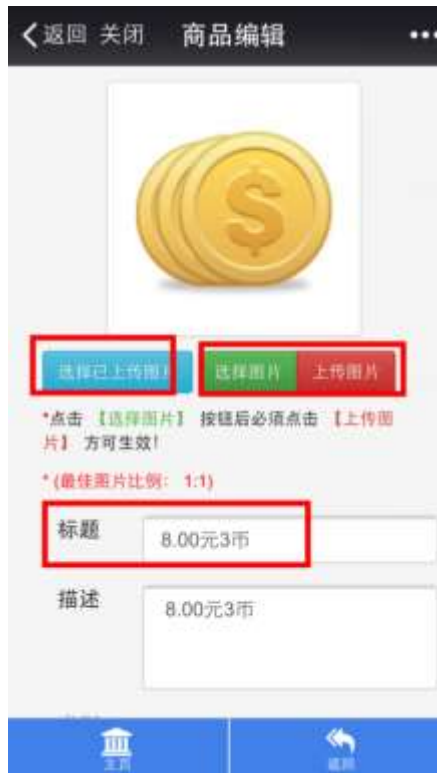 返回 关闭 商品编辑
选择已上传图片 选择图片 上传图片
*点击 【选择图片】 按钮后必须点击 【上传图
片】 方可生效!
* (最佳图片比例: 1:1)
标题 8.00元3币
描述 8.00元3币
主页 返回